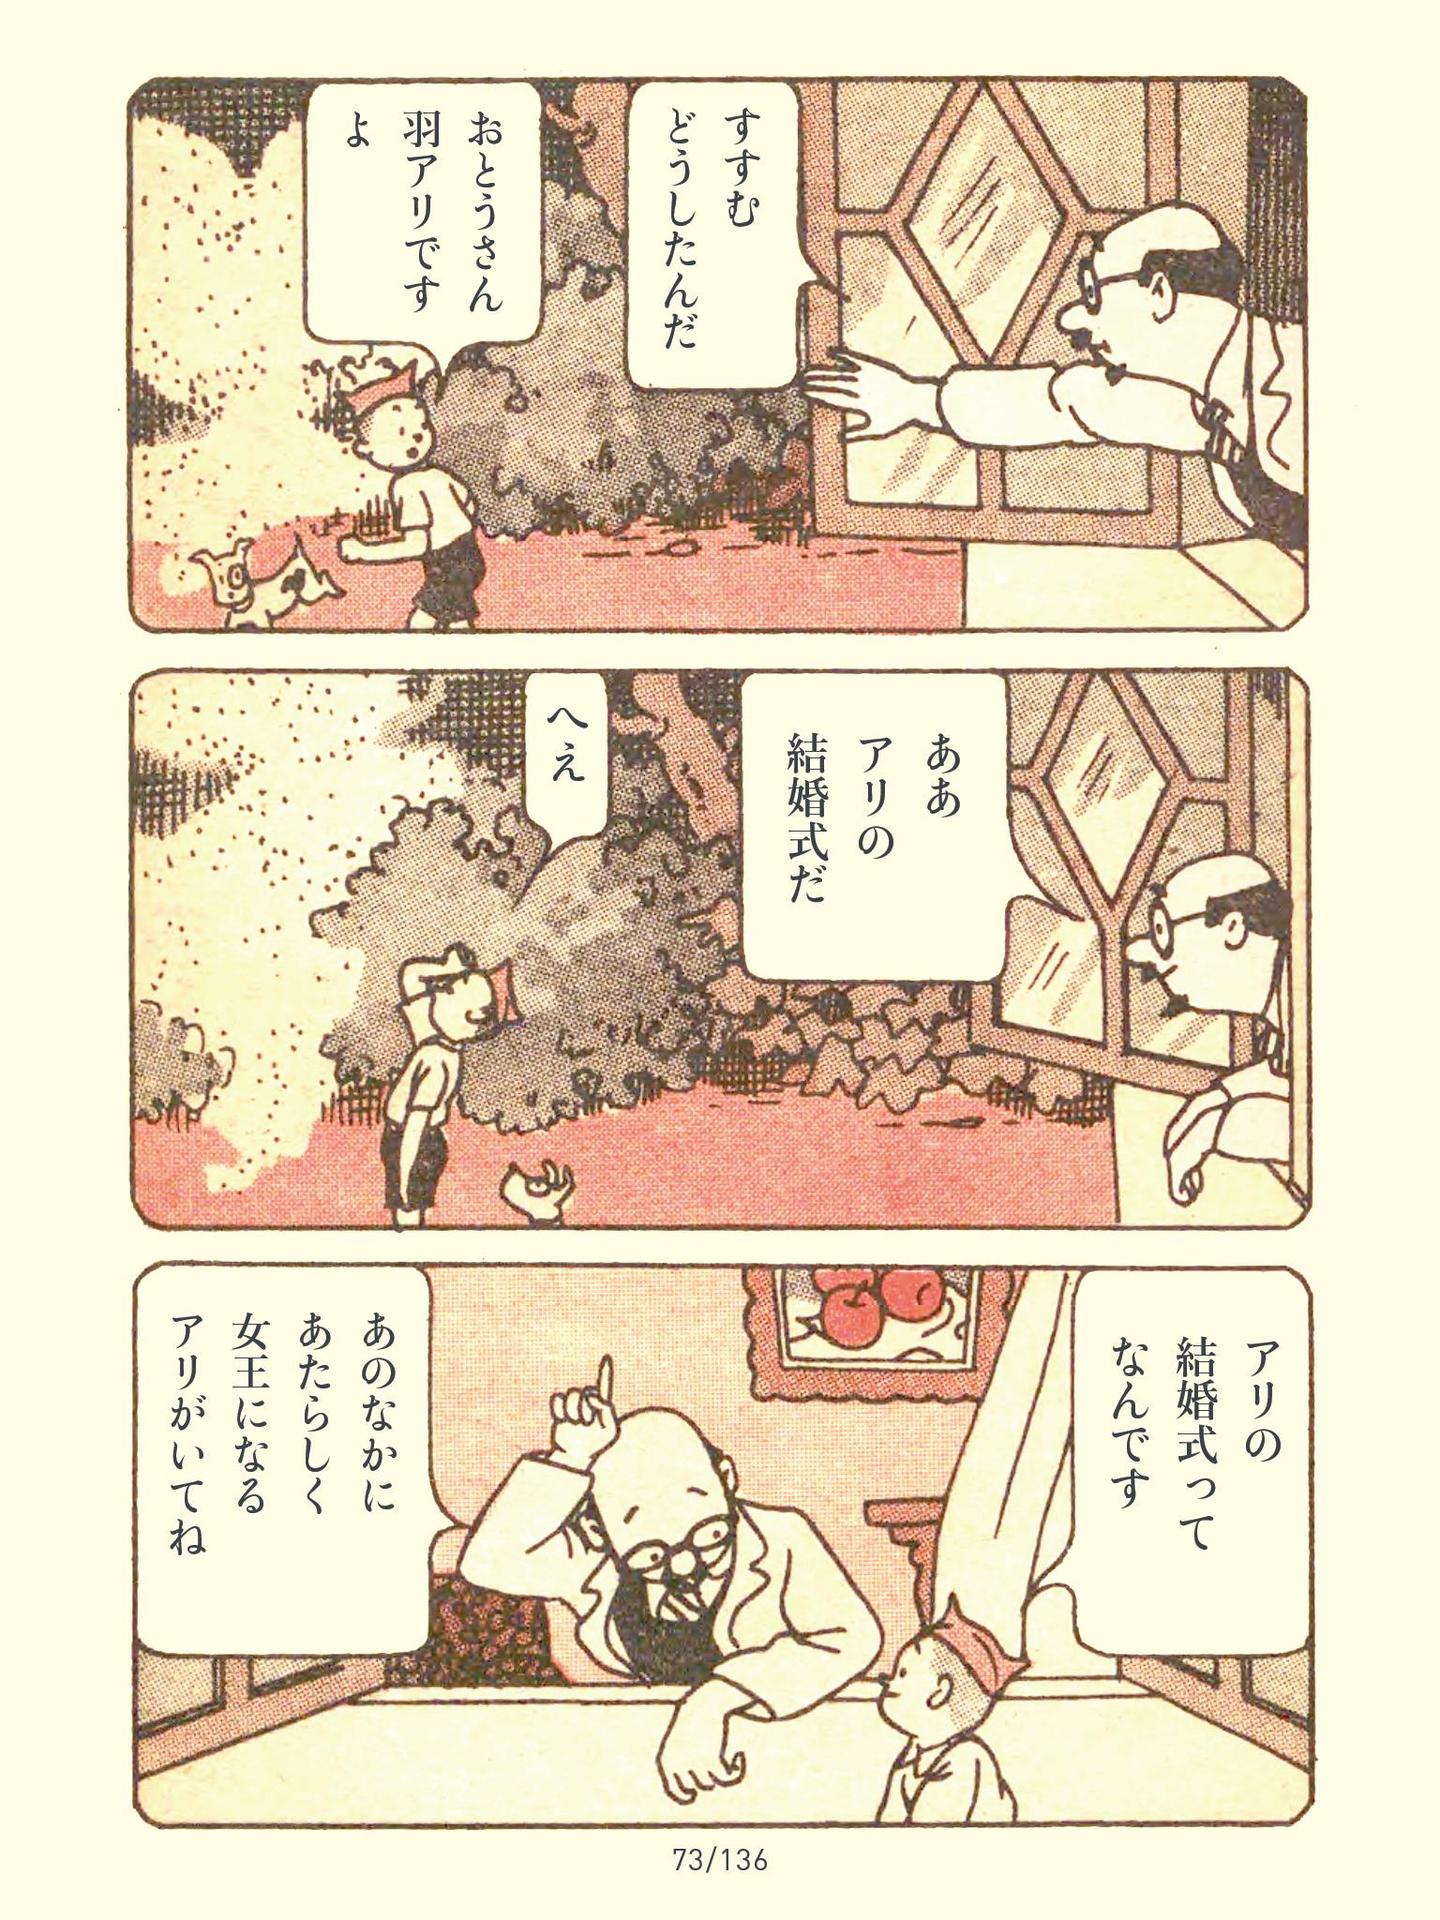 すすむ
どうしたんだ
おとうさん
羽アリです
よ
ああ
アリの
結婚式だ
へえ
アリの
結婚式って
なんです
あのなかに
あたらしく
女王になる
アリがいてね
73/136